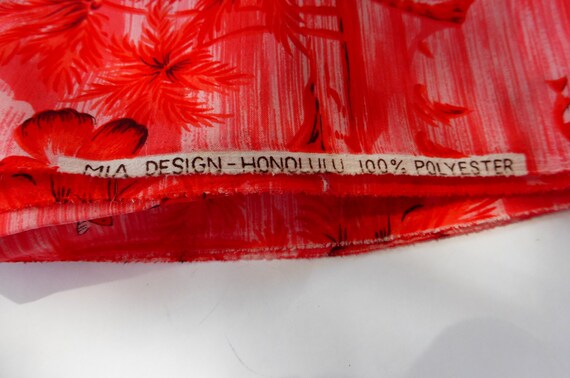 MIA DESIGN - HONOLULU 100% POLYESTER